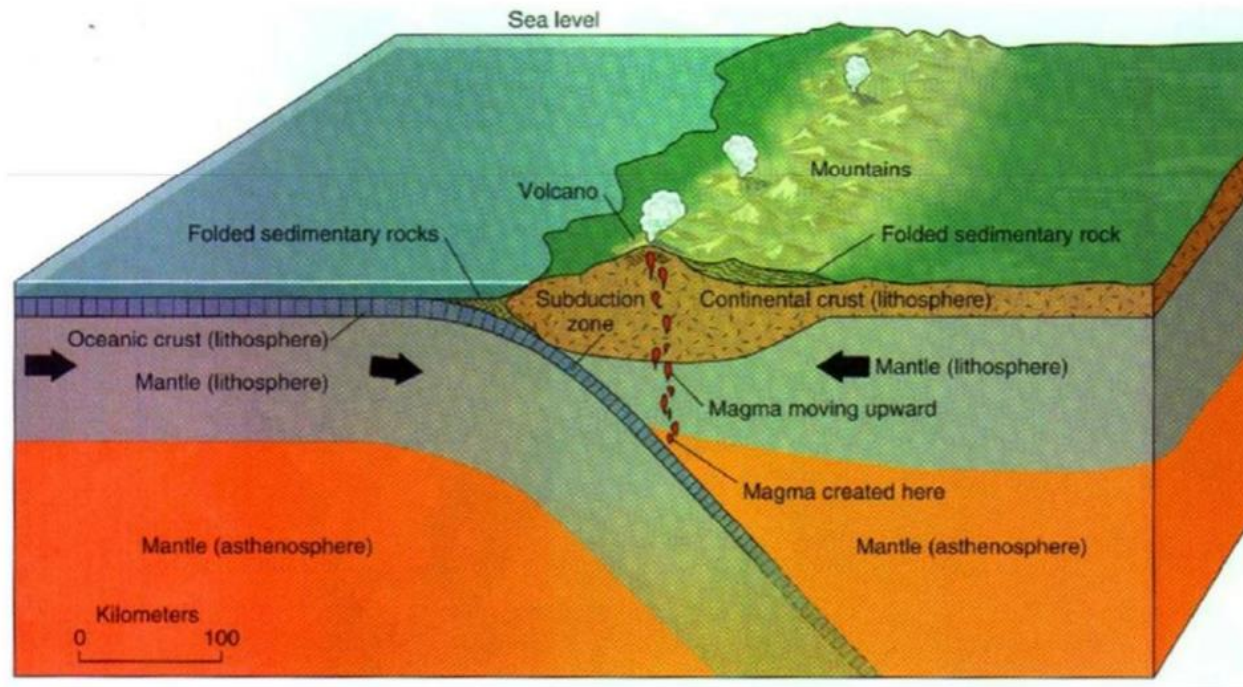 Sea level
Mountains
Volcano
Folded sedimentary rocks
Folded sedimentary rock
Subduction
zone
Continental crust (lithosphere)
Oceanic crust (lithosphere)
Mantle (lithosphere)
Mantle (lithosphere)
Magma moving upward
Magma created here
Mantle (asthenosphere)
Mantle (asthenosphere)
Kilometers
0 100